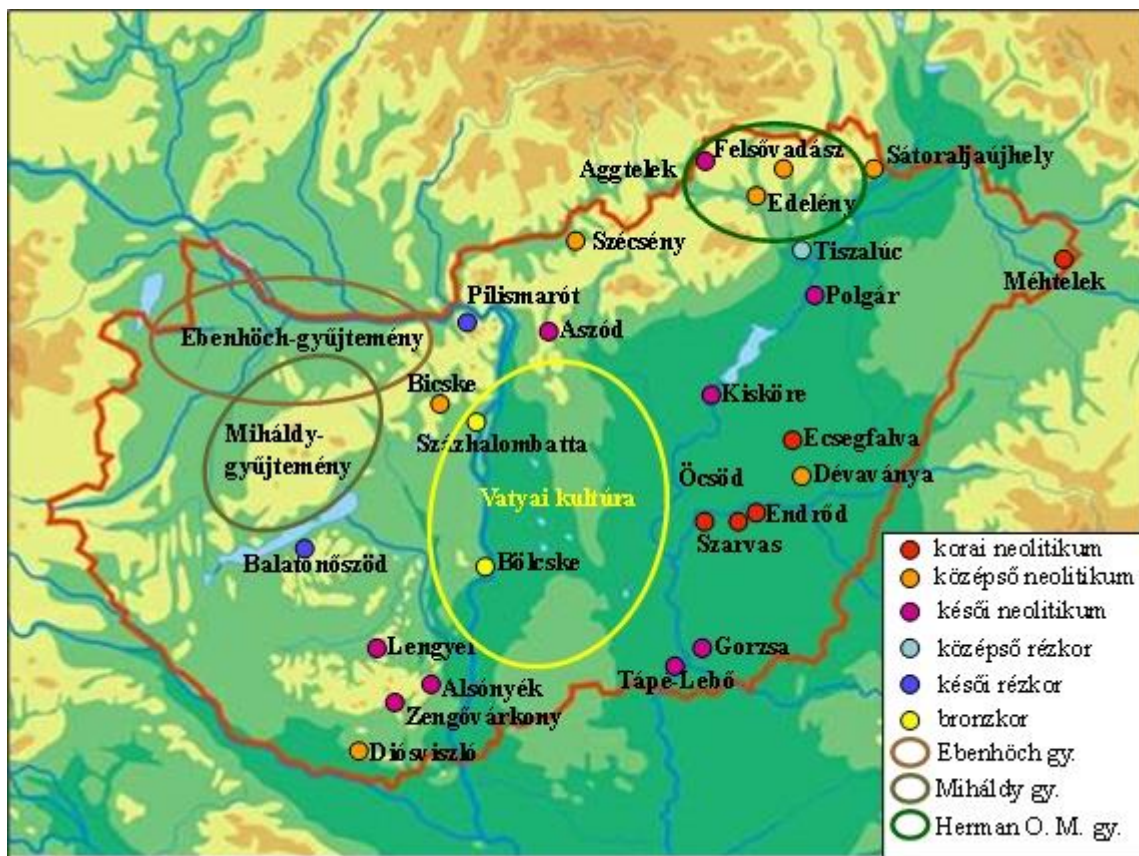 Felsővadász
Aggtelek
Sátoraljaújhely
Edelény
Szécsény
Tiszalúc
Méhtelek
Pilismarót
Polgár
Ebenhöch-gyűjtemény
Aszód
Bicske
Kisköre
Miháldy-
gyűjtemény
Százhalombatta
Ecsegfalva
Öcsöd
Dévaványa
Vatyai kultúra
Endrőd
Szarvas
Balatonőszöd
Bölcske
Lengyel
Gorzsa
Tápé-Lebő
Alsónyék
Zengővárkony
Diósviszló
korai neolitikum
középső neolitikum
késői neolitikum
középső rézkor
késői rézkor
bronzkor
Ebenhöch gy.
Miháldy gy.
Herman O. M. gy.